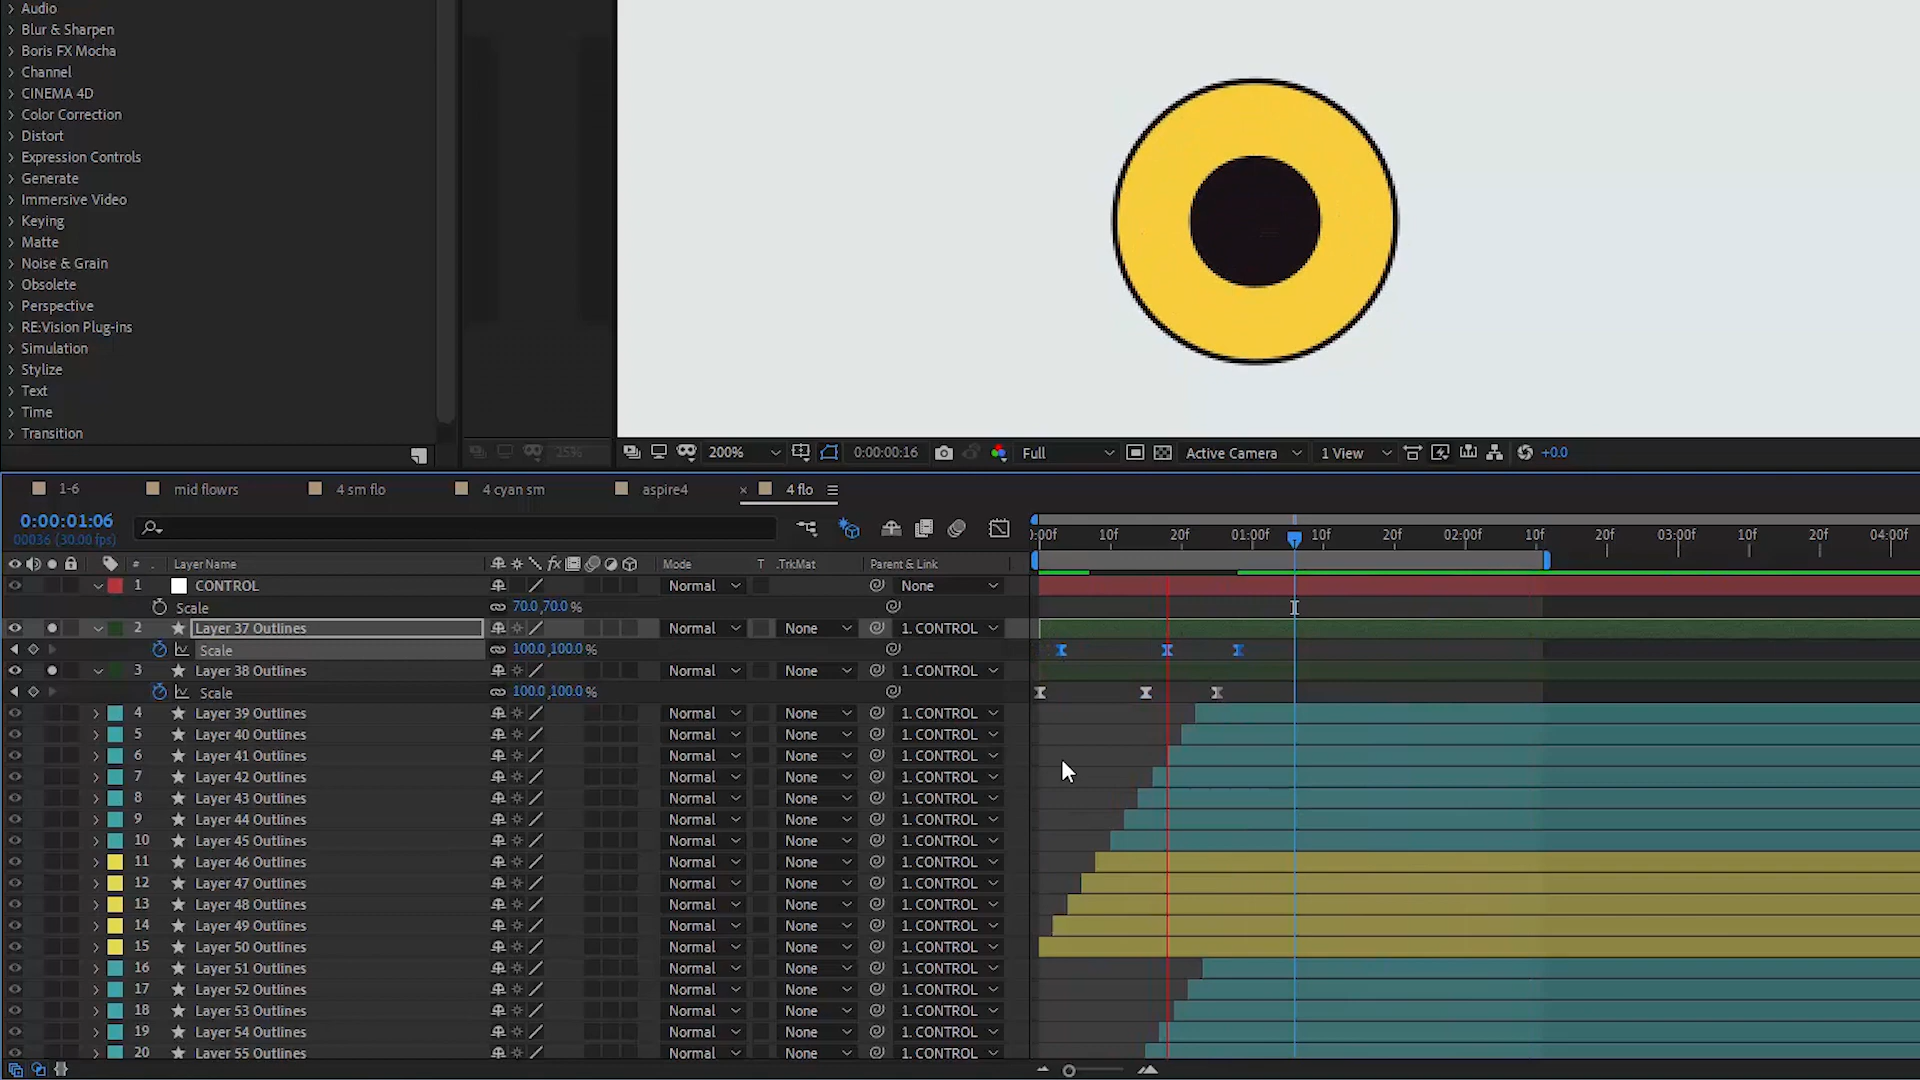 Audio
Blur & Sharpen
Boris FX Mocha
Channel
CINEMA 4D
Color Correction
Distort
Expression Controls
Generate
Immersive Video
Keying
Matte
Noise & Grain
Obsolete
Perspective
RE:Vision Plug-ins
Simulation
Stylize
Text
Time
Transition
25%
200% 0:00:00:16 Full Active Camera 1 View +0.0
1-6 mid flowrs 4 sm flo 4 cyan sm aspire4 × 4 flo
0:00:01:06
00036 (30.00 fps)
):00f 10f 20f 01:00f 10f 20f 02:00f 10f 20f 03:00f 10f 20f 04:00f
# . Layer Name fx Mode T .TrkMat Parent & Link
1 CONTROL Normal None
Scale 70.0,70.0 %
2 Layer 37 Outlines Normal None 1. CONTROL
Scale 100.0,100.0 %
3 Layer 38 Outlines Normal None 1. CONTROL
Scale 100.0,100.0 %
4 Layer 39 Outlines Normal None 1. CONTROL
5 Layer 40 Outlines Normal None 1. CONTROL
6 Layer 41 Outlines Normal None 1. CONTROL
7 Layer 42 Outlines Normal None 1. CONTROL
8 Layer 43 Outlines Normal None 1. CONTROL
9 Layer 44 Outlines Normal None 1. CONTROL
10 Layer 45 Outlines Normal None 1. CONTROL
11 Layer 46 Outlines Normal None 1. CONTROL
12 Layer 47 Outlines Normal None 1. CONTROL
13 Layer 48 Outlines Normal None 1. CONTROL
14 Layer 49 Outlines Normal None 1. CONTROL
15 Layer 50 Outlines Normal None 1. CONTROL
16 Layer 51 Outlines Normal None 1. CONTROL
17 Layer 52 Outlines Normal None 1. CONTROL
18 Layer 53 Outlines Normal None 1. CONTROL
19 Layer 54 Outlines Normal None 1. CONTROL
20 Layer 55 Outlines Normal None 1. CONTROL